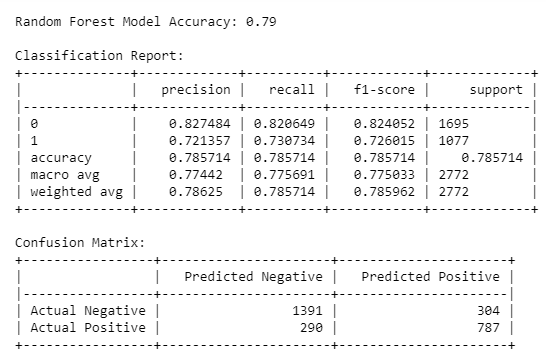 Random Forest Model Accuracy: 0.79
Classification Report:
+--------------+-------------+----------+------------+-------------+
|              |   precision |   recall |   f1-score |     support |
|--------------+-------------+----------+------------+-------------|
| 0            |    0.827484 | 0.820649 |   0.824052 | 1695        |
| 1            |    0.721357 | 0.730734 |   0.726015 | 1077        |
| accuracy     |    0.785714 | 0.785714 |   0.785714 |    0.785714 |
| macro avg    |    0.77442  | 0.775691 |   0.775033 | 2772        |
| weighted avg |    0.78625  | 0.785714 |   0.785962 | 2772        |
+--------------+-------------+----------+------------+-------------+
Confusion Matrix:
+-----------------+----------------------+----------------------+
|                 |   Predicted Negative |   Predicted Positive |
|-----------------+----------------------+----------------------|
| Actual Negative |                 1391 |                  304 |
| Actual Positive |                  290 |                  787 |
+-----------------+----------------------+----------------------+